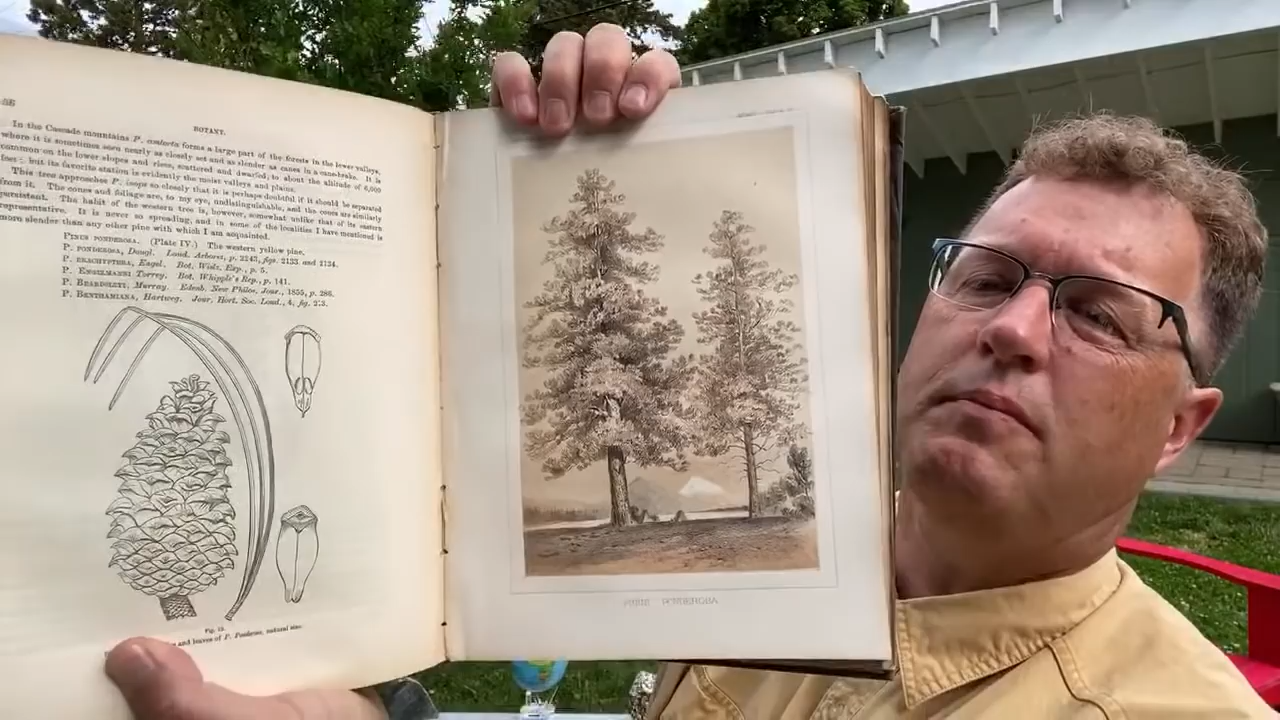 56
BOTANY.
In the Cascade mountains P. contorta forms a large part of the forests in the lower valleys,
where it is sometimes seen nearly as closely set and as slender as canes in a cane-brake. It is
common on the lower slopes and rises, scattered and dwarfed, to about the altitude of 6,000
feet; but its favorite station is evidently the moist valleys and plains.
This tree approaches P. inops so closely that it is perhaps doubtful if it should be separated
from it. The cones and foliage are, to my eye, undistinguishable, and the cones are similarly
persistent. The habit of the western tree is, however, somewhat unlike that of its eastern
representative. It is never so spreading, and in some of the localities I have mentioned is
more slender than any other pine with which I am acquainted.
PINUS PONDEROSA. (Plate IV.) The western yellow pine.
P. PONDEROSA, Dougl. Loud. Arboret, p. 2243, figs. 2133 and 2134.
P. BRACHYPTERA, Engel. Bot. Wisliz. Exp., p. 5.
P. ENGELMANNI Torrey. Bot. Whipple's Rep., p. 141.
P. BEARDSLEYI, Murray. Edenb. New Philos. Jour., 1855, p. 286.
P. BENTHAMIANA, Hartweg. Jour. Hort. Soc. Lond., 4,
Fig. 15.
and leaves of P. Ponderosa, natural size.
PINUS PONDEROSA